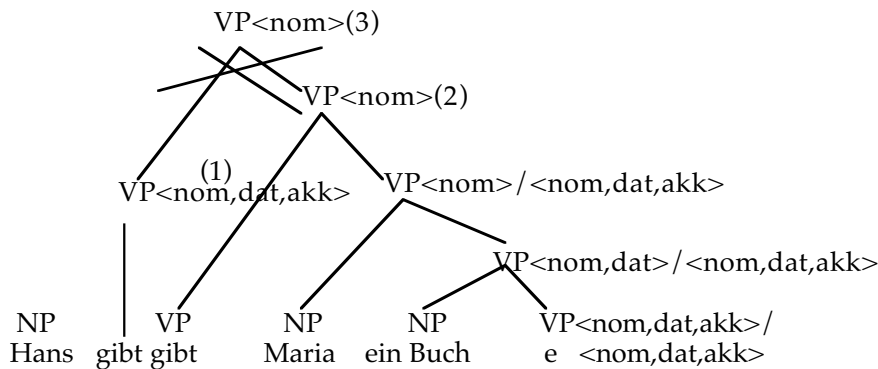 VP<nom>(3)
VP<nom>(2)
(1)
VP<nom,dat,akk> VP<nom>/<nom,dat,akk>
VP<nom,dat>/<nom,dat,akk>
NP VP NP NP VP<nom,dat,akk>/
Hans gibt gibt Maria ein Buch e <nom,dat,akk>